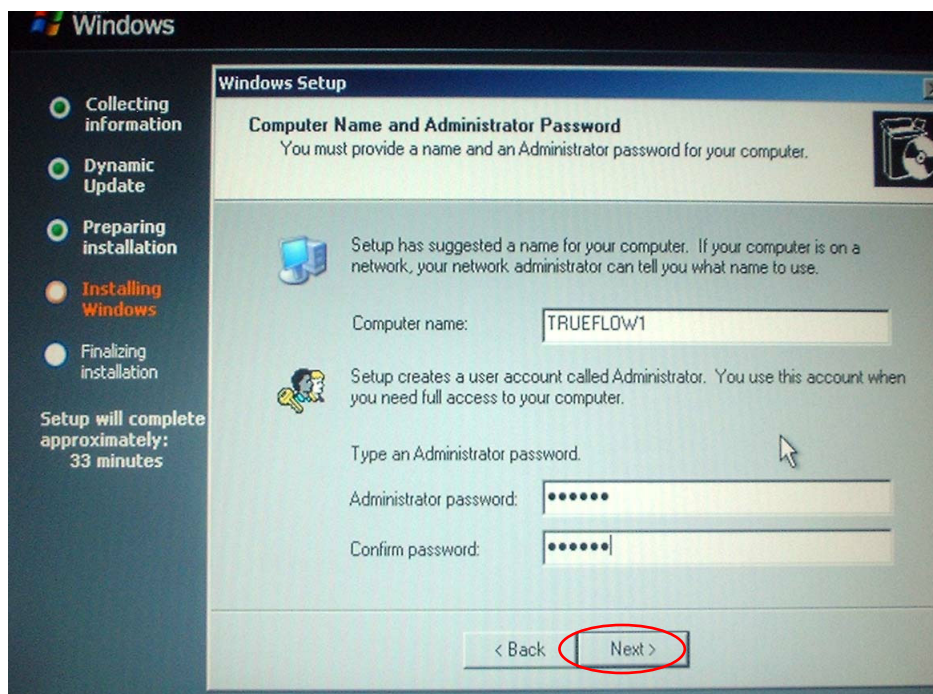 Windows
Collecting
information
Dynamic
Update
Preparing
installation
Installing
Windows
Finalizing
installation
Setup will complete
approximately:
33 minutes
Windows Setup
Computer Name and Administrator Password
You must provide a name and an Administrator password for your computer.
Setup has suggested a name for your computer. If your computer is on a
network, your network administrator can tell you what name to use.
Computer name: TRUEFLOW1
Setup creates a user account called Administrator. You use this account when
you need full access to your computer.
Type an Administrator password.
Administrator password: ••••••
Confirm password: ••••••
< Back Next >